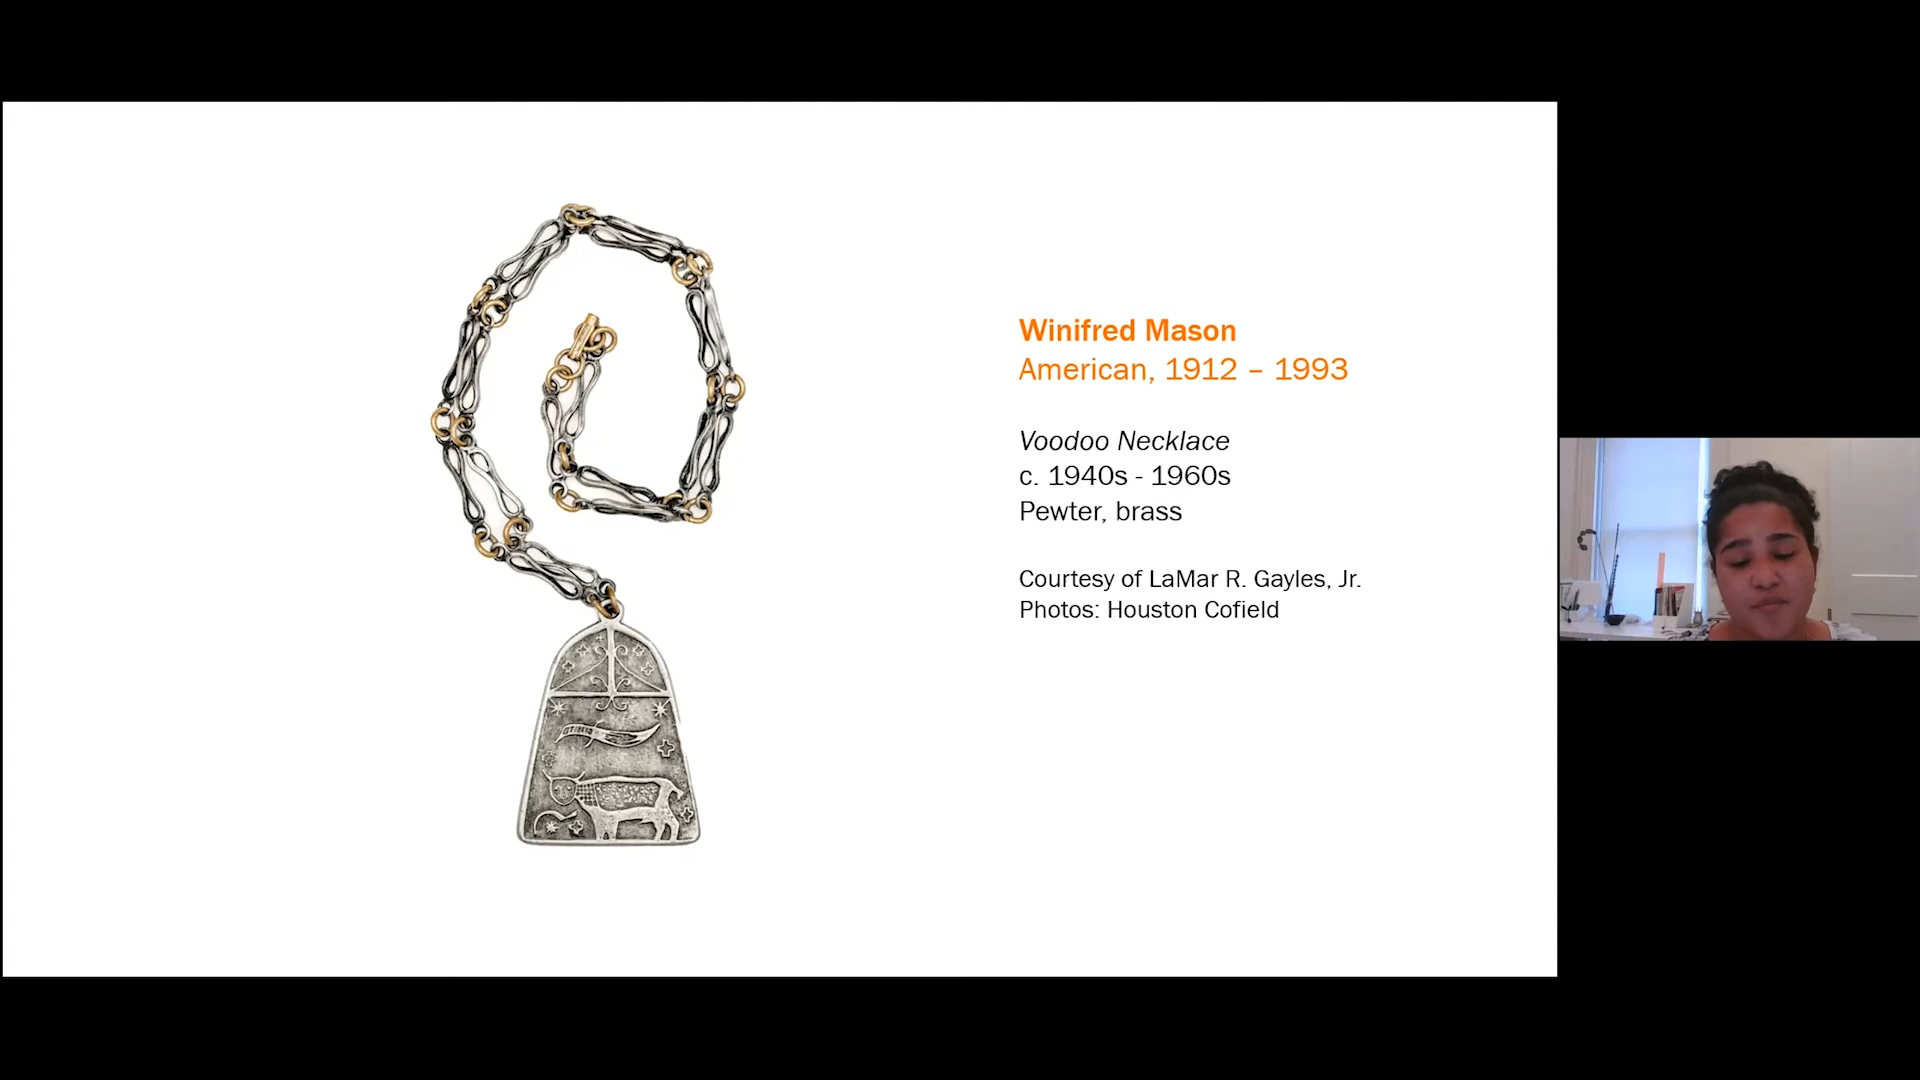 Winifred Mason
American, 1912 – 1993
Voodoo Necklace
c. 1940s - 1960s
Pewter, brass
Courtesy of LaMar R. Gayles, Jr.
Photos: Houston Cofield